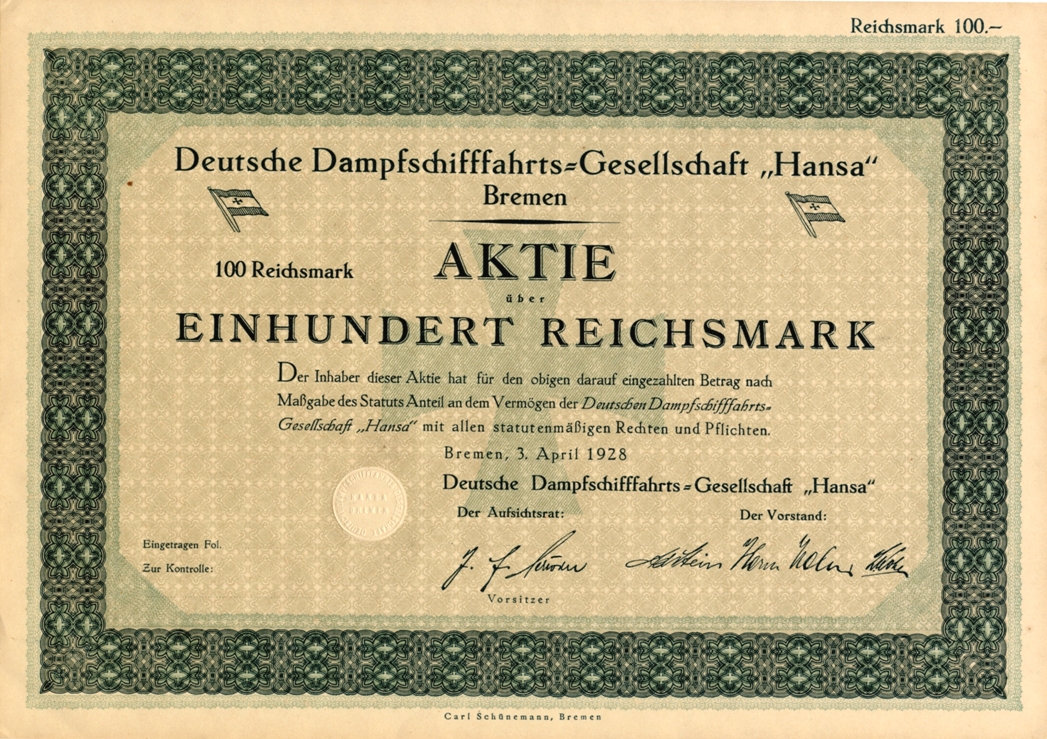 Reichsmark 100.—
Deutsche Dampfschifffahrts=Gesellschaft „Hansa“
Bremen
AKTIE
100 Reichsmark
über
EINHUNDERT REICHSMARK
Der Inhaber dieser Aktie hat für den obigen darauf eingezahlten Betrag nach
Maßgabe des Statuts Anteil an dem Vermögen der Deutschen Dampfschifffahrts=
Gesellschaft „Hansa“ mit allen statutenmäßigen Rechten und Pflichten.
Bremen, 3. April 1928
Deutsche Dampfschifffahrts=Gesellschaft „Hansa“
Der Aufsichtsrat:
Der Vorstand:
Eingetragen Fol.
Zur Kontrolle:
J. F.
Vorsitzer
HANSA
BREMEN
Carl Schünemann, Bremen